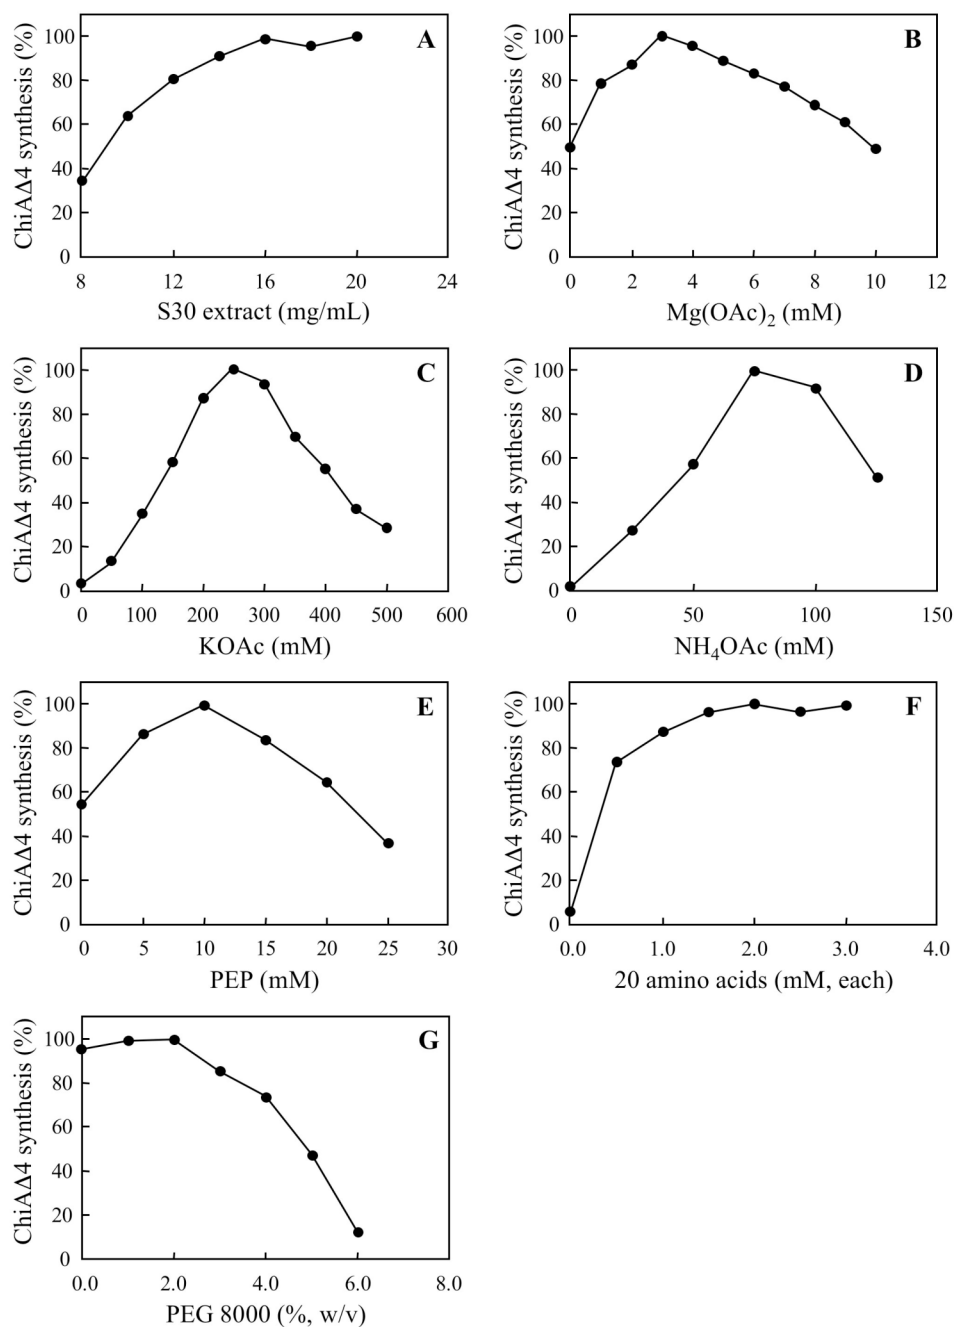 A
ChiAΔ4 synthesis (%)
100
80
60
40
20
0
8 12 16 20 24
S30 extract (mg/mL)
B
ChiAΔ4 synthesis (%)
100
80
60
40
20
0
0 2 4 6 8 10 12
Mg(OAc)₂ (mM)
C
ChiAΔ4 synthesis (%)
100
80
60
40
20
0
0 100 200 300 400 500 600
KOAc (mM)
D
ChiAΔ4 synthesis (%)
100
80
60
40
20
0
0 50 100 150
NH₄OAc (mM)
E
ChiAΔ4 synthesis (%)
100
80
60
40
20
0
0 5 10 15 20 25 30
PEP (mM)
F
ChiAΔ4 synthesis (%)
100
80
60
40
20
0
0.0 1.0 2.0 3.0 4.0
20 amino acids (mM, each)
G
ChiAΔ4 synthesis (%)
100
80
60
40
20
0
0.0 2.0 4.0 6.0 8.0
PEG 8000 (%, w/v)